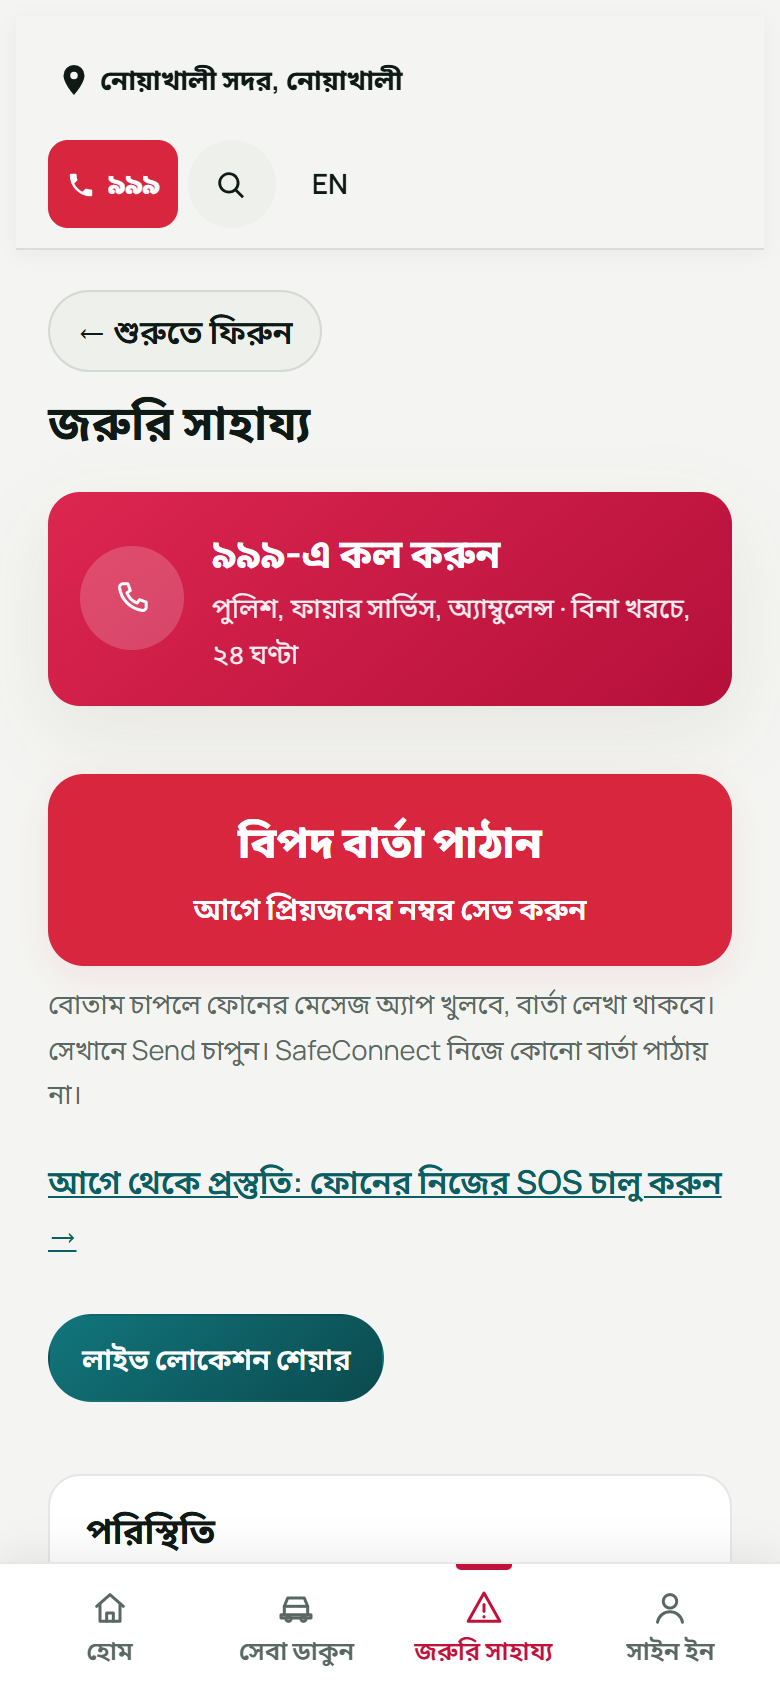 নোয়াখালী সদর, নোয়াখালী
৯৯৯
EN
← শুরুতে ফিরুন
জরুরি সাহায্য
৯৯৯-এ কল করুন
পুলিশ, ফায়ার সার্ভিস, অ্যাম্বুলেন্স · বিনা খরচে,
২৪ ঘণ্টা
বিপদ বার্তা পাঠান
আগে প্রিয়জনের নম্বর সেভ করুন
বোতাম চাপলে ফোনের মেসেজ অ্যাপ খুলবে, বার্তা লেখা থাকবে।
সেখানে Send চাপুন। SafeConnect নিজে কোনো বার্তা পাঠায়
না।
আগে থেকে প্রস্তুতি: ফোনের নিজের SOS চালু করুন
→
লাইভ লোকেশন শেয়ার
পরিস্থিতি
হোম
সেবা ডাকুন
জরুরি সাহায্য
সাইন ইন